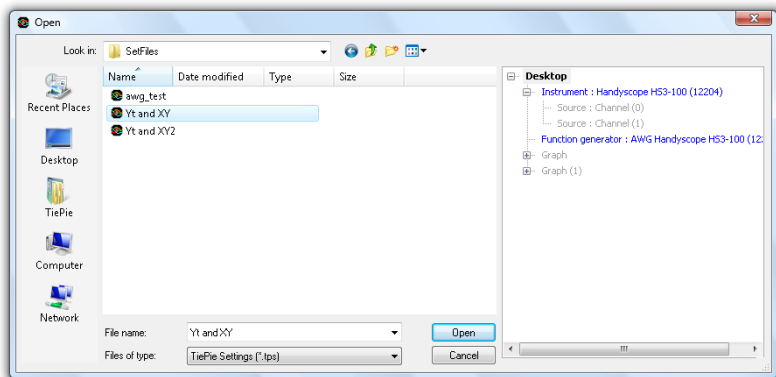 Open
Look in:
SetFiles
Name Date modified Type Size
awg_test
Yt and XY
Yt and XY2
Recent Places
Desktop
TiePie
Computer
Network
File name: Yt and XY Open
Files of type: TiePie Settings (*.tps) Cancel
Desktop
Instrument : Handyscope HS3-100 (12204)
Source : Channel (0)
Source : Channel (1)
Function generator : AWG Handyscope HS3-100 (12
Graph
Graph (1)